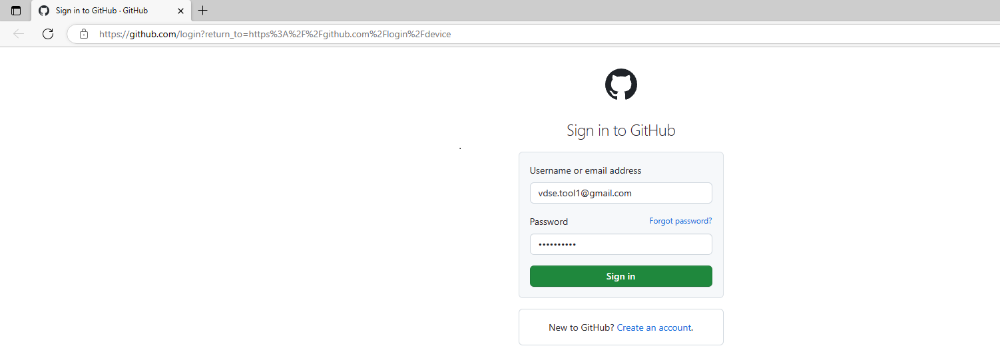 Sign in to GitHub · GitHub
https://github.com/login?return_to=https%3A%2F%2Fgithub.com%2Flogin%2Fdevice
Sign in to GitHub
Username or email address
vdse.tool1@gmail.com
Password Forgot password?
••••••••••
Sign in
New to GitHub? Create an account.